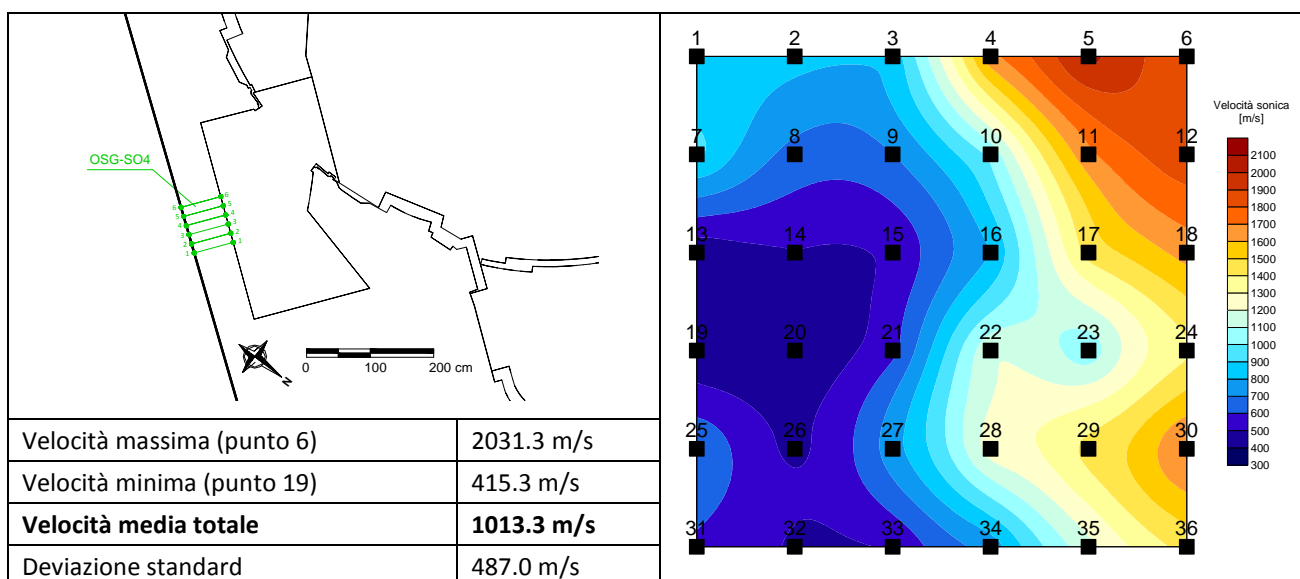 OSG-SO4
6
5
4
3
2
1
6
5
4
3
2
1
N
0 100 200 cm
Velocità massima (punto 6) 2031.3 m/s
Velocità minima (punto 19) 415.3 m/s
Velocità media totale 1013.3 m/s
Deviazione standard 487.0 m/s
1 2 3 4 5 6
7 8 9 10 11 12
13 14 15 16 17 18
19 20 21 22 23 24
25 26 27 28 29 30
31 32 33 34 35 36
Velocità sonica
[m/s]
2100
2000
1900
1800
1700
1600
1500
1400
1300
1200
1100
1000
900
800
700
600
500
400
300